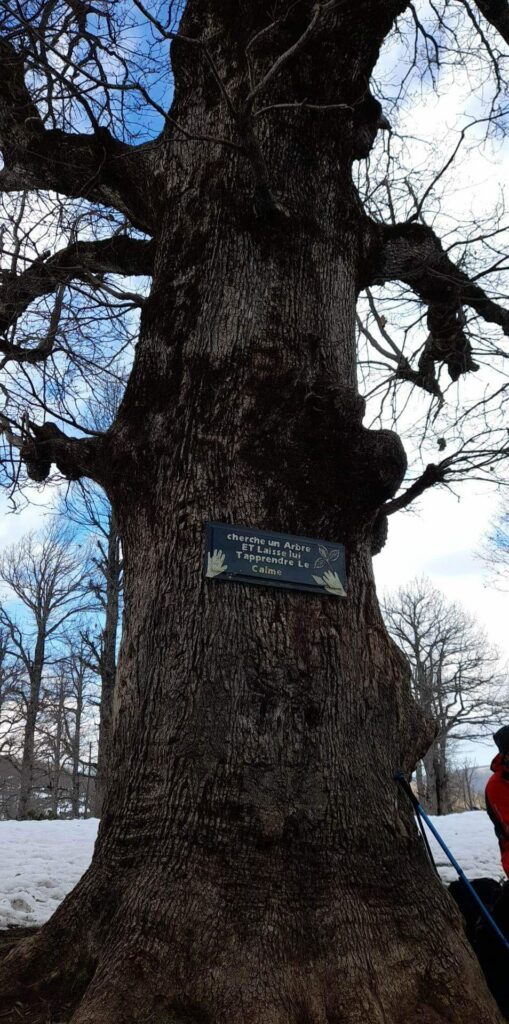 cherche un Arbre
ET Laisse lui
T'apprendre Le
Calme